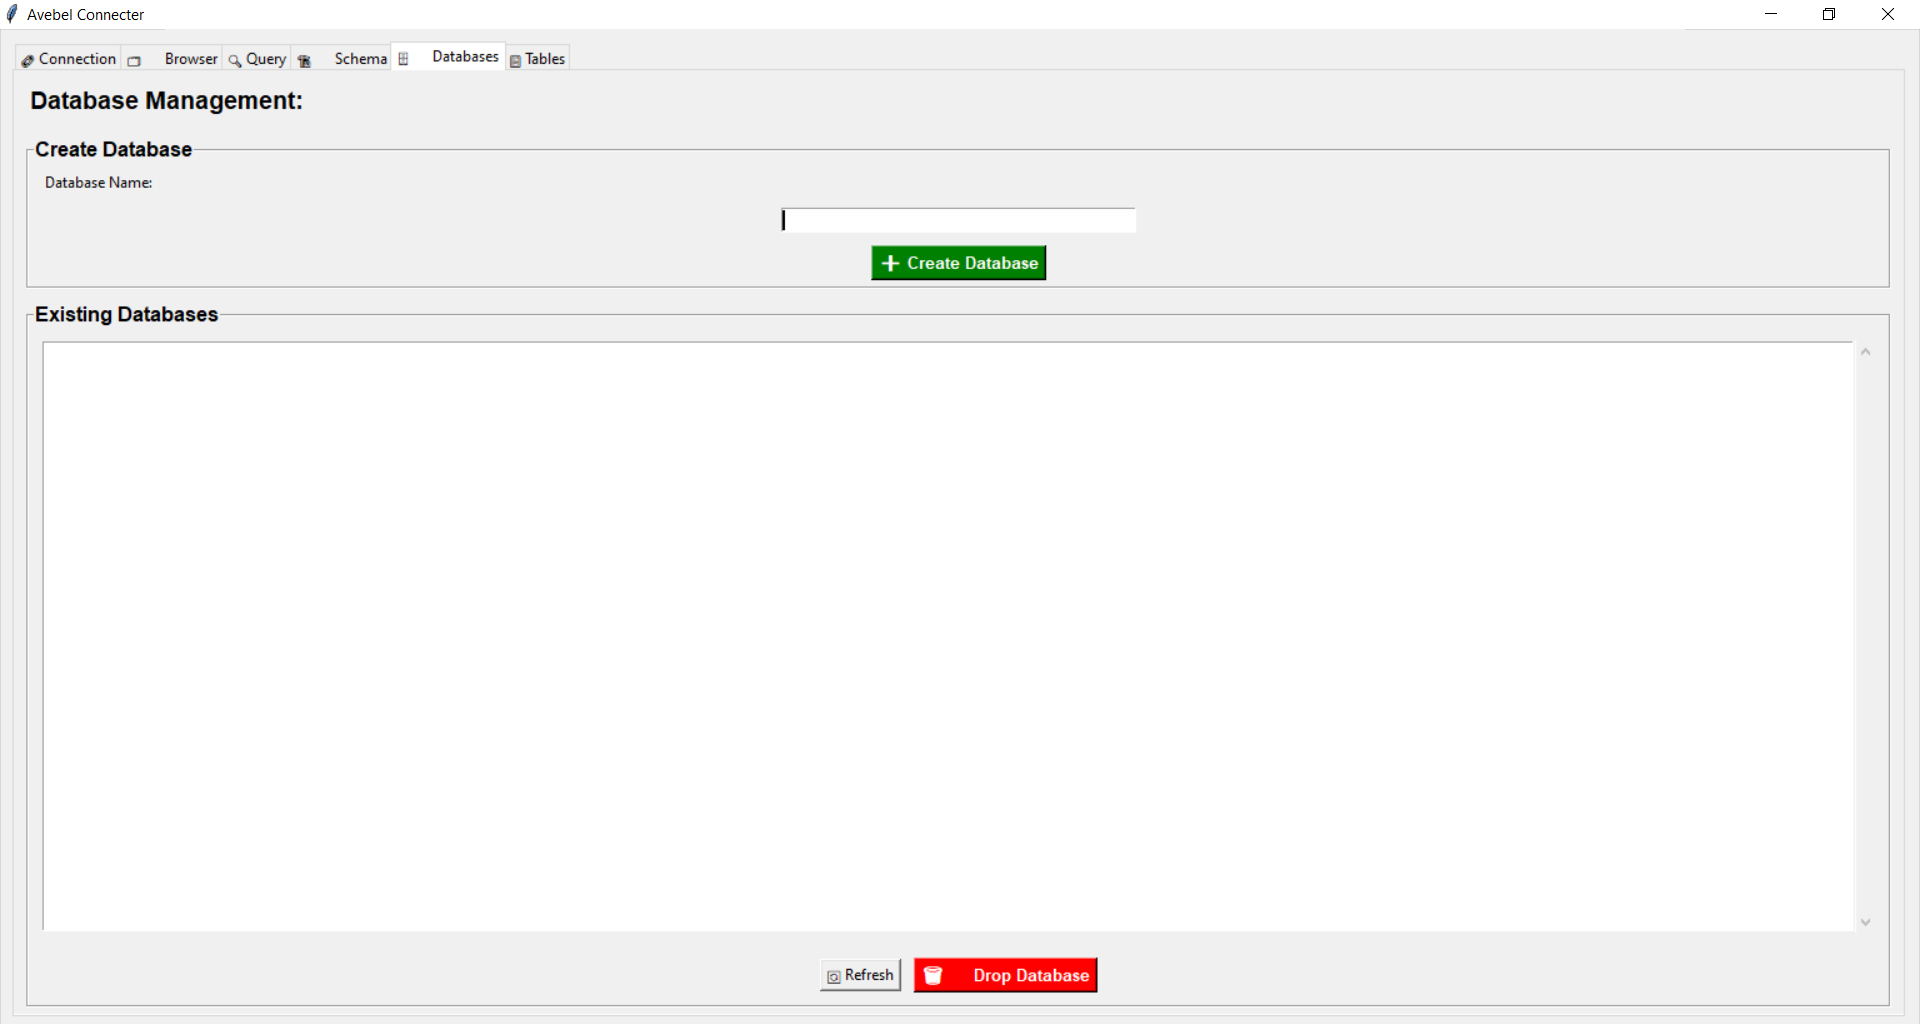 Avebel Connecter
Connection Browser Query Schema Databases Tables
Database Management:
Create Database
Database Name:
Create Database
Existing Databases
Refresh Drop Database